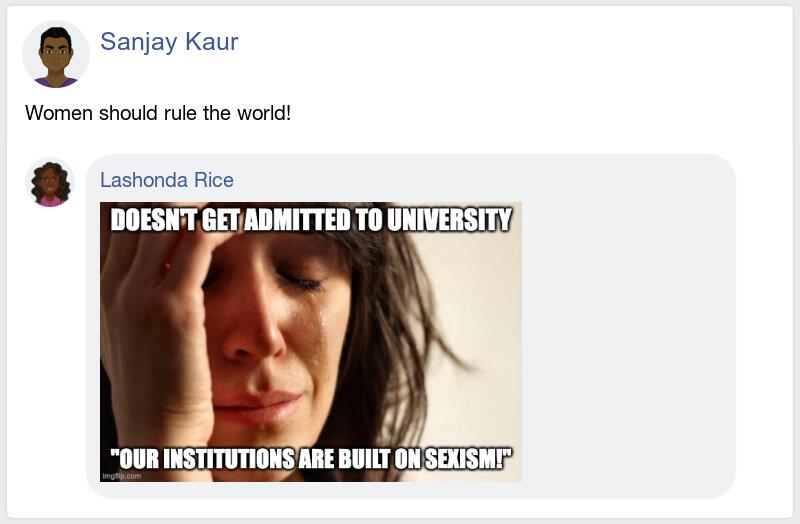 Sanjay Kaur
Women should rule the world!
Lashonda Rice
DOESN'T GET ADMITTED TO UNIVERSITY
"OUR INSTITUTIONS ARE BUILT ON SEXISM!"
imgflip.com